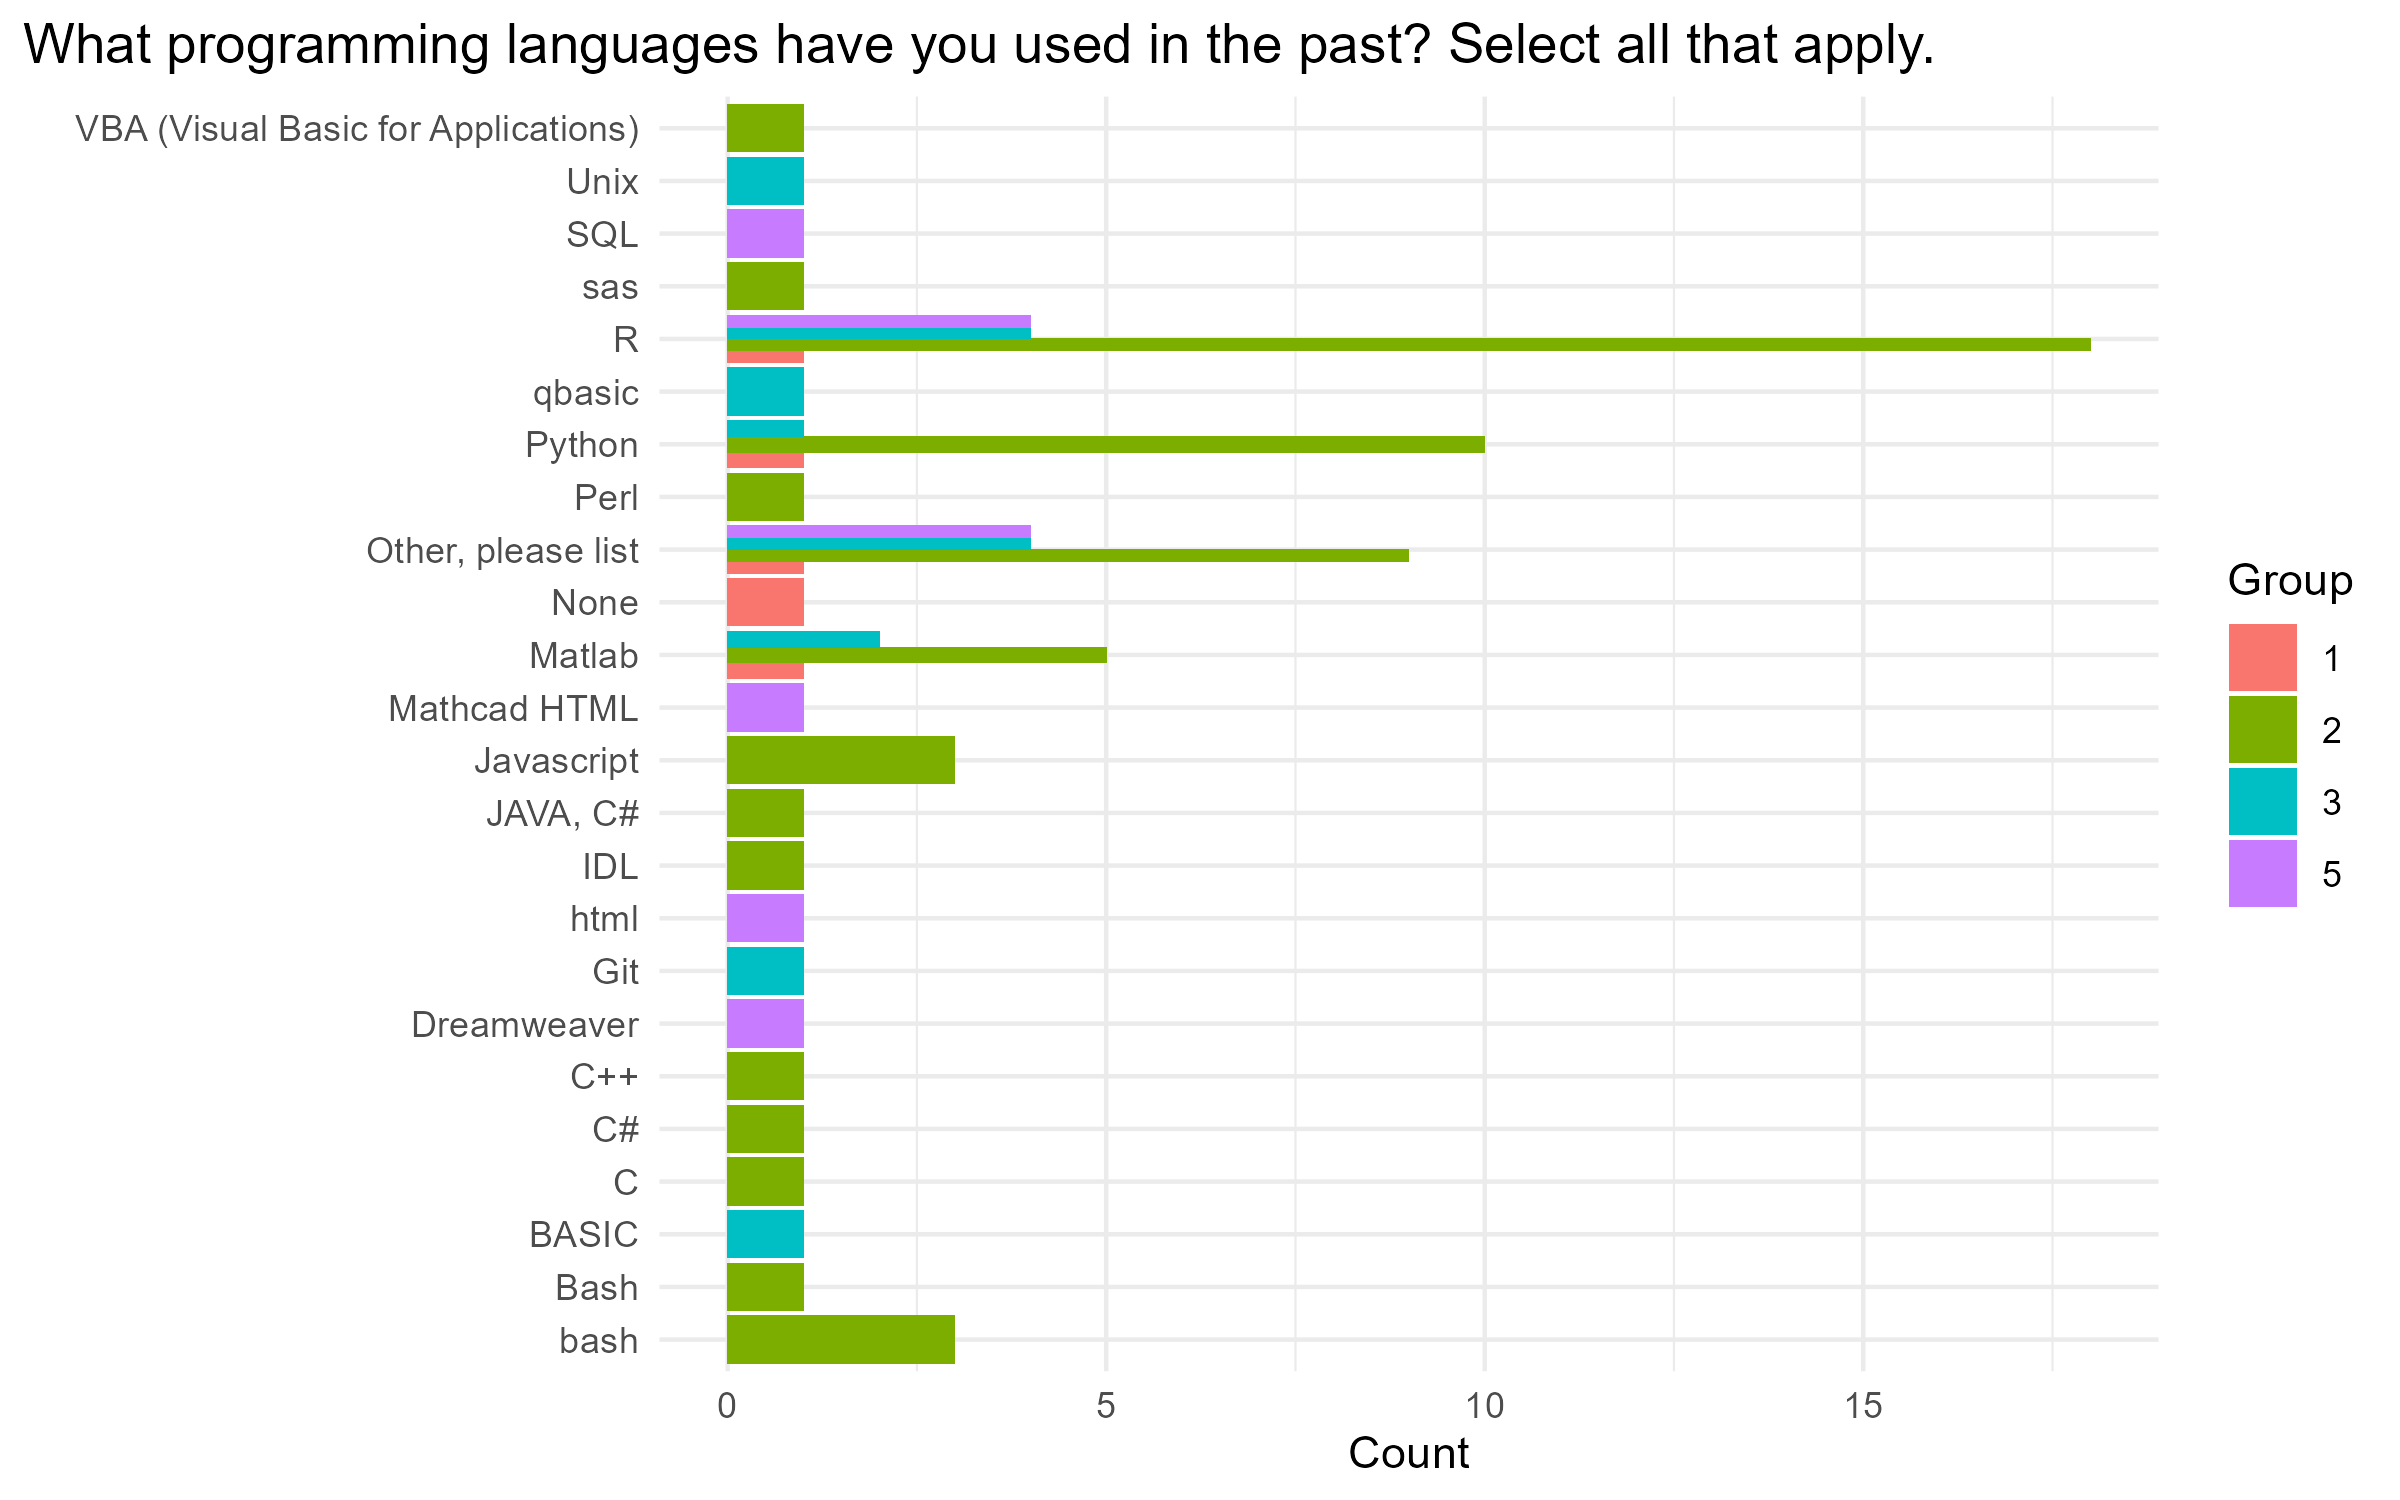 What programming languages have you used in the past? Select all that apply.
VBA (Visual Basic for Applications)
Unix
SQL
sas
R
qbasic
Python
Perl
Other, please list
None
Matlab
Mathcad HTML
Javascript
JAVA, C#
IDL
html
Git
Dreamweaver
C++
C#
C
BASIC
Bash
bash
0 5 10 15
Count
Group
1
2
3
5